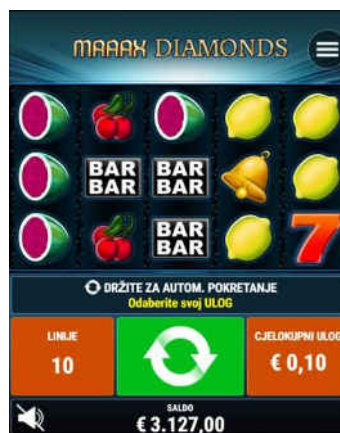 MAAAX DIAMONDS
BAR BAR
BAR BAR
BAR
BAR
7
DRŽITE ZA AUTOM. POKRETANJE
Odaberite svoj ULOG
LINIJE
10
CJELOKUPNI ULOG
€ 0,10
SALDO
€ 3.127,00